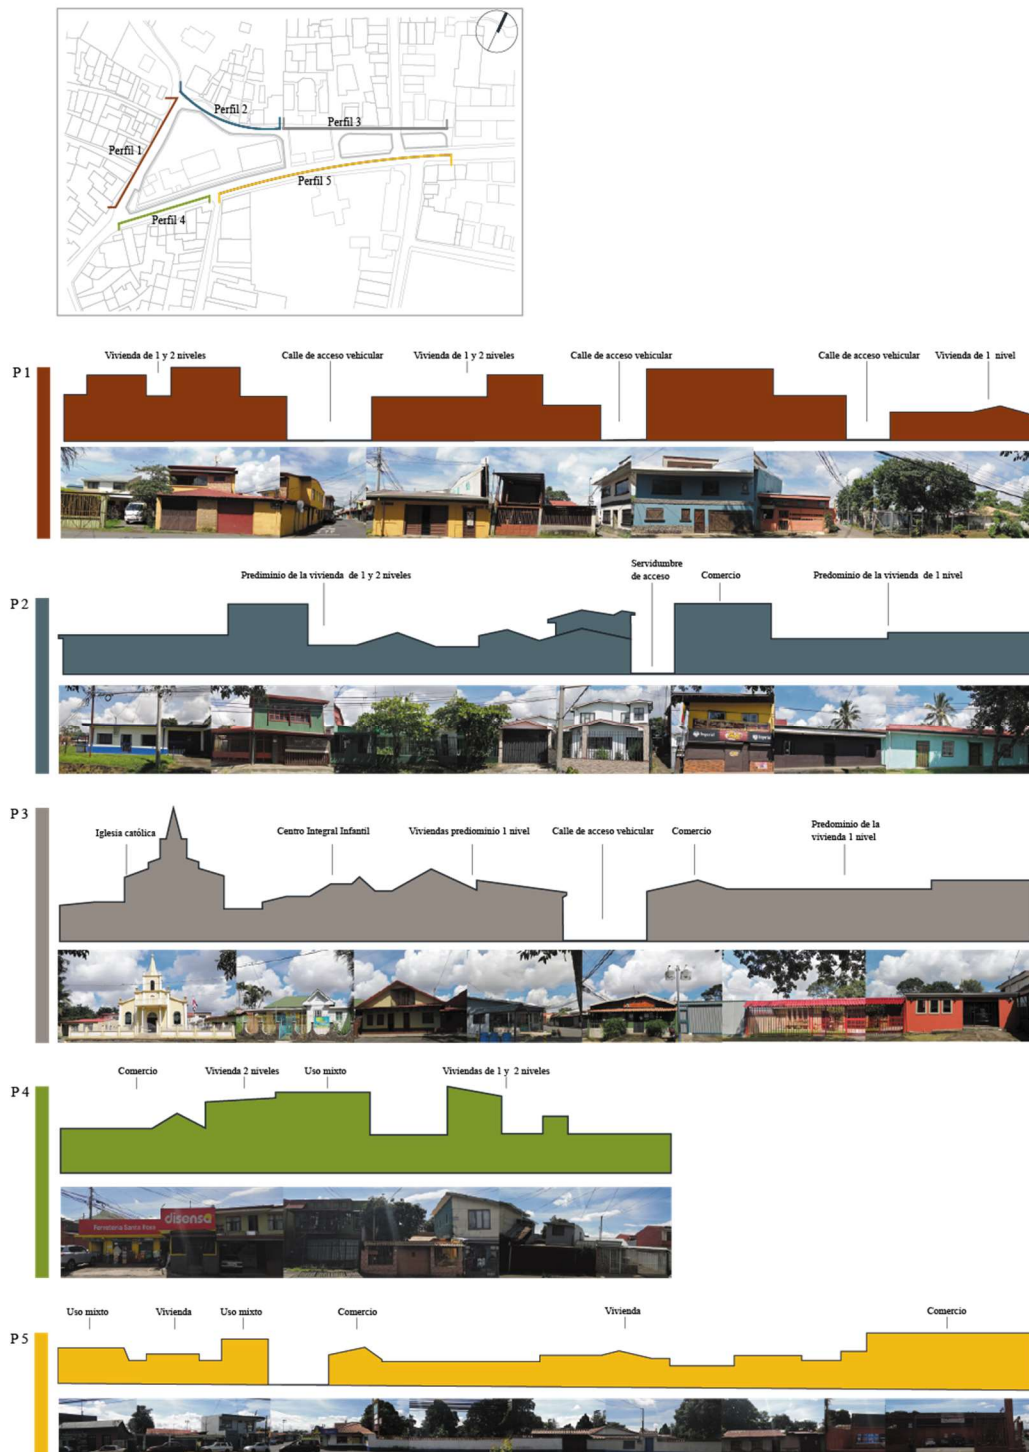 Perfil 2
Perfil 3
Perfil 1
Perfil 5
Perfil 4
P 1
Vivienda de 1 y 2 niveles
Calle de acceso vehicular
Vivienda de 1 y 2 niveles
Calle de acceso vehicular
Calle de acceso vehicular
Vivienda de 1 nivel
P 2
Prediminio de la vivienda de 1 y 2 niveles
Servidumbre
de acceso
Comercio
Predominio de la vivienda de 1 nivel
Imperial
Imperial
P 3
Iglesia católica
Centro Integral Infantil
Viviendas prediominio 1 nivel
Calle de acceso vehicular
Comercio
Predominio de la
vivienda 1 nivel
P 4
Comercio
Vivienda 2 niveles
Uso mixto
Viviendas de 1 y 2 niveles
Ferretería Santa Rosa
disensa
P 5
Uso mixto
Vivienda
Uso mixto
Comercio
Vivienda
Comercio